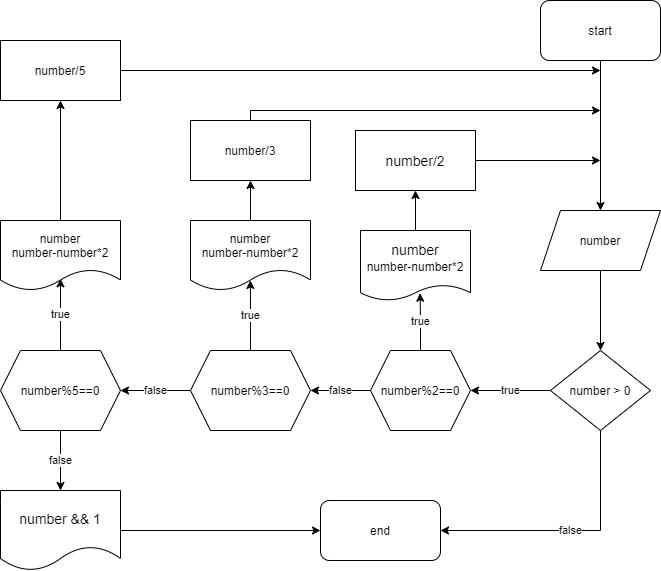 start
number/5
number/3
number/2
number
number-number*2
number
number-number*2
number
number-number*2
number
true
true
true
number%5==0
false
number%3==0
false
number%2==0
true
number > 0
false
number && 1
end
false